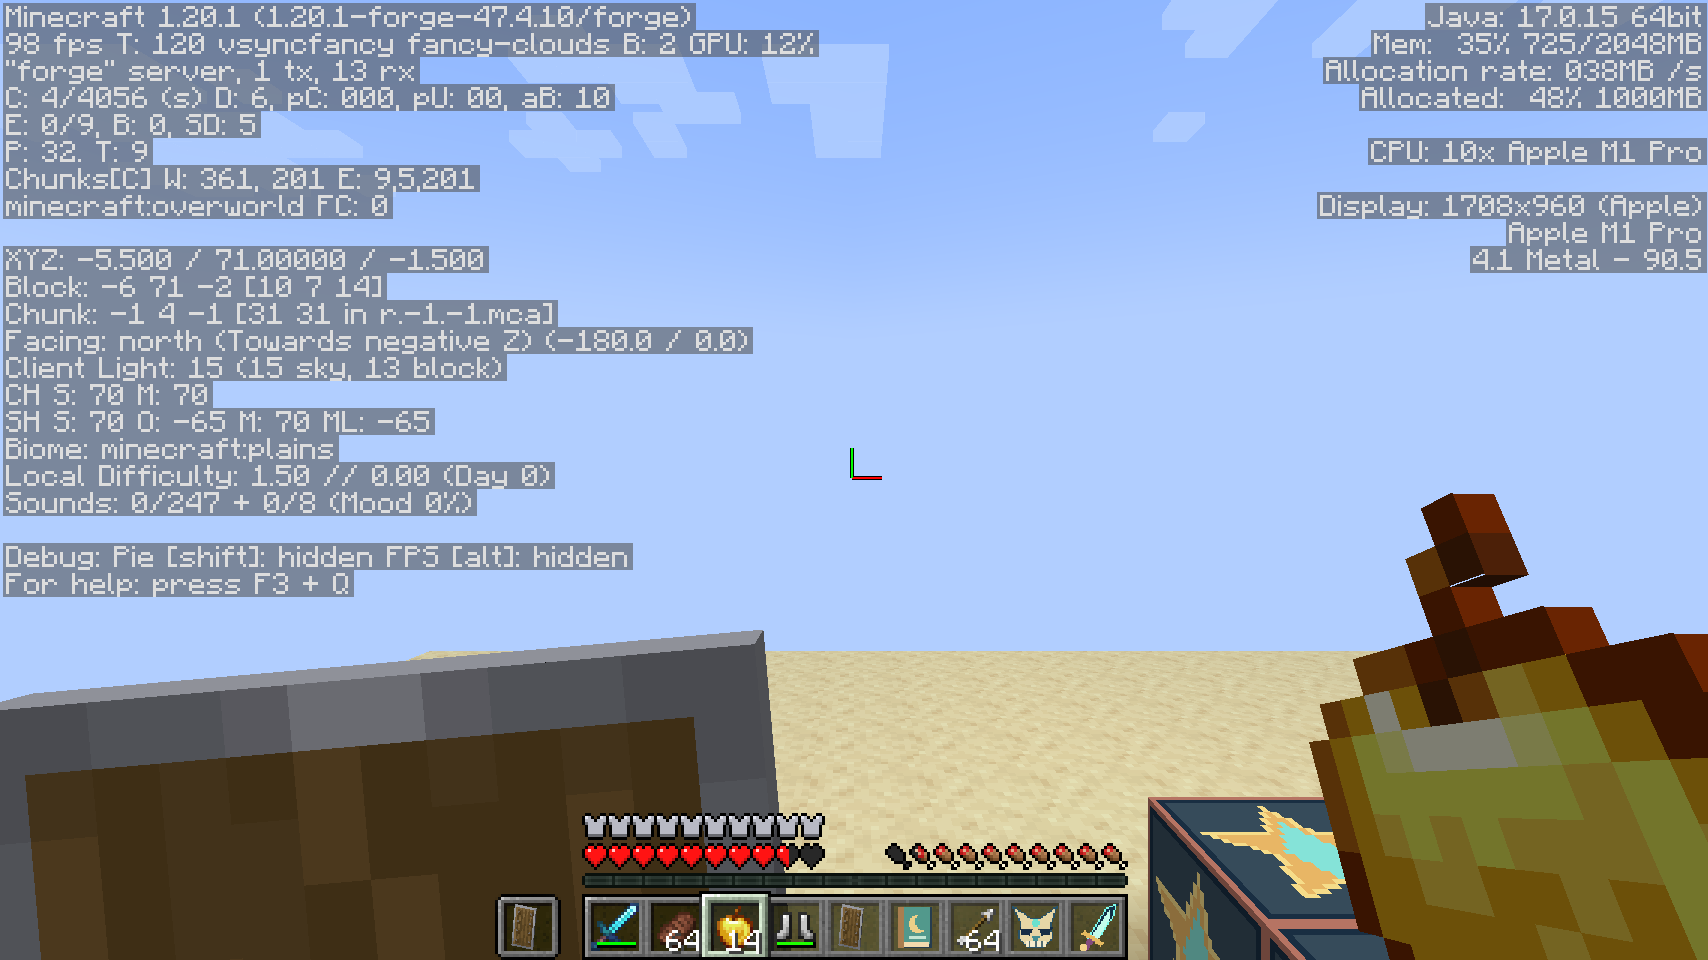 Minecraft 1.20.1 (1.20.1-forge-47.4.10/forge)
98 fps T: 120 vsyncfancy fancy-clouds B: 2 GPU: 12%
"forge" server, 1 tx, 13 rx
C: 4/4056 (s) D: 6, pC: 000, pU: 00, aB: 10
E: 0/9, B: 0, SD: 5
P: 32. T: 9
Chunks[C] W: 361, 201 E: 9,5,201
minecraft:overworld FC: 0
XYZ: -5.500 / 71.00000 / -1.500
Block: -6 71 -2 [10 7 14]
Chunk: -1 4 -1 [31 31 in r.-1.-1.mca]
Facing: north (Towards negative Z) (-180.0 / 0.0)
Client Light: 15 (15 sky, 13 block)
CH S: 70 M: 70
SH S: 70 O: -65 M: 70 ML: -65
Biome: minecraft:plains
Local Difficulty: 1.50 // 0.00 (Day 0)
Sounds: 0/247 + 0/8 (Mood 0%)
Debug: Pie [shift]: hidden FPS [alt]: hidden
For help: press F3 + Q
Java: 17.0.15 64bit
Mem: 35% 725/2048MB
Allocation rate: 038MB /s
Allocated: 48% 1000MB
CPU: 10x Apple M1 Pro
Display: 1708x960 (Apple)
Apple M1 Pro
4.1 Metal - 90.5
64 14 64